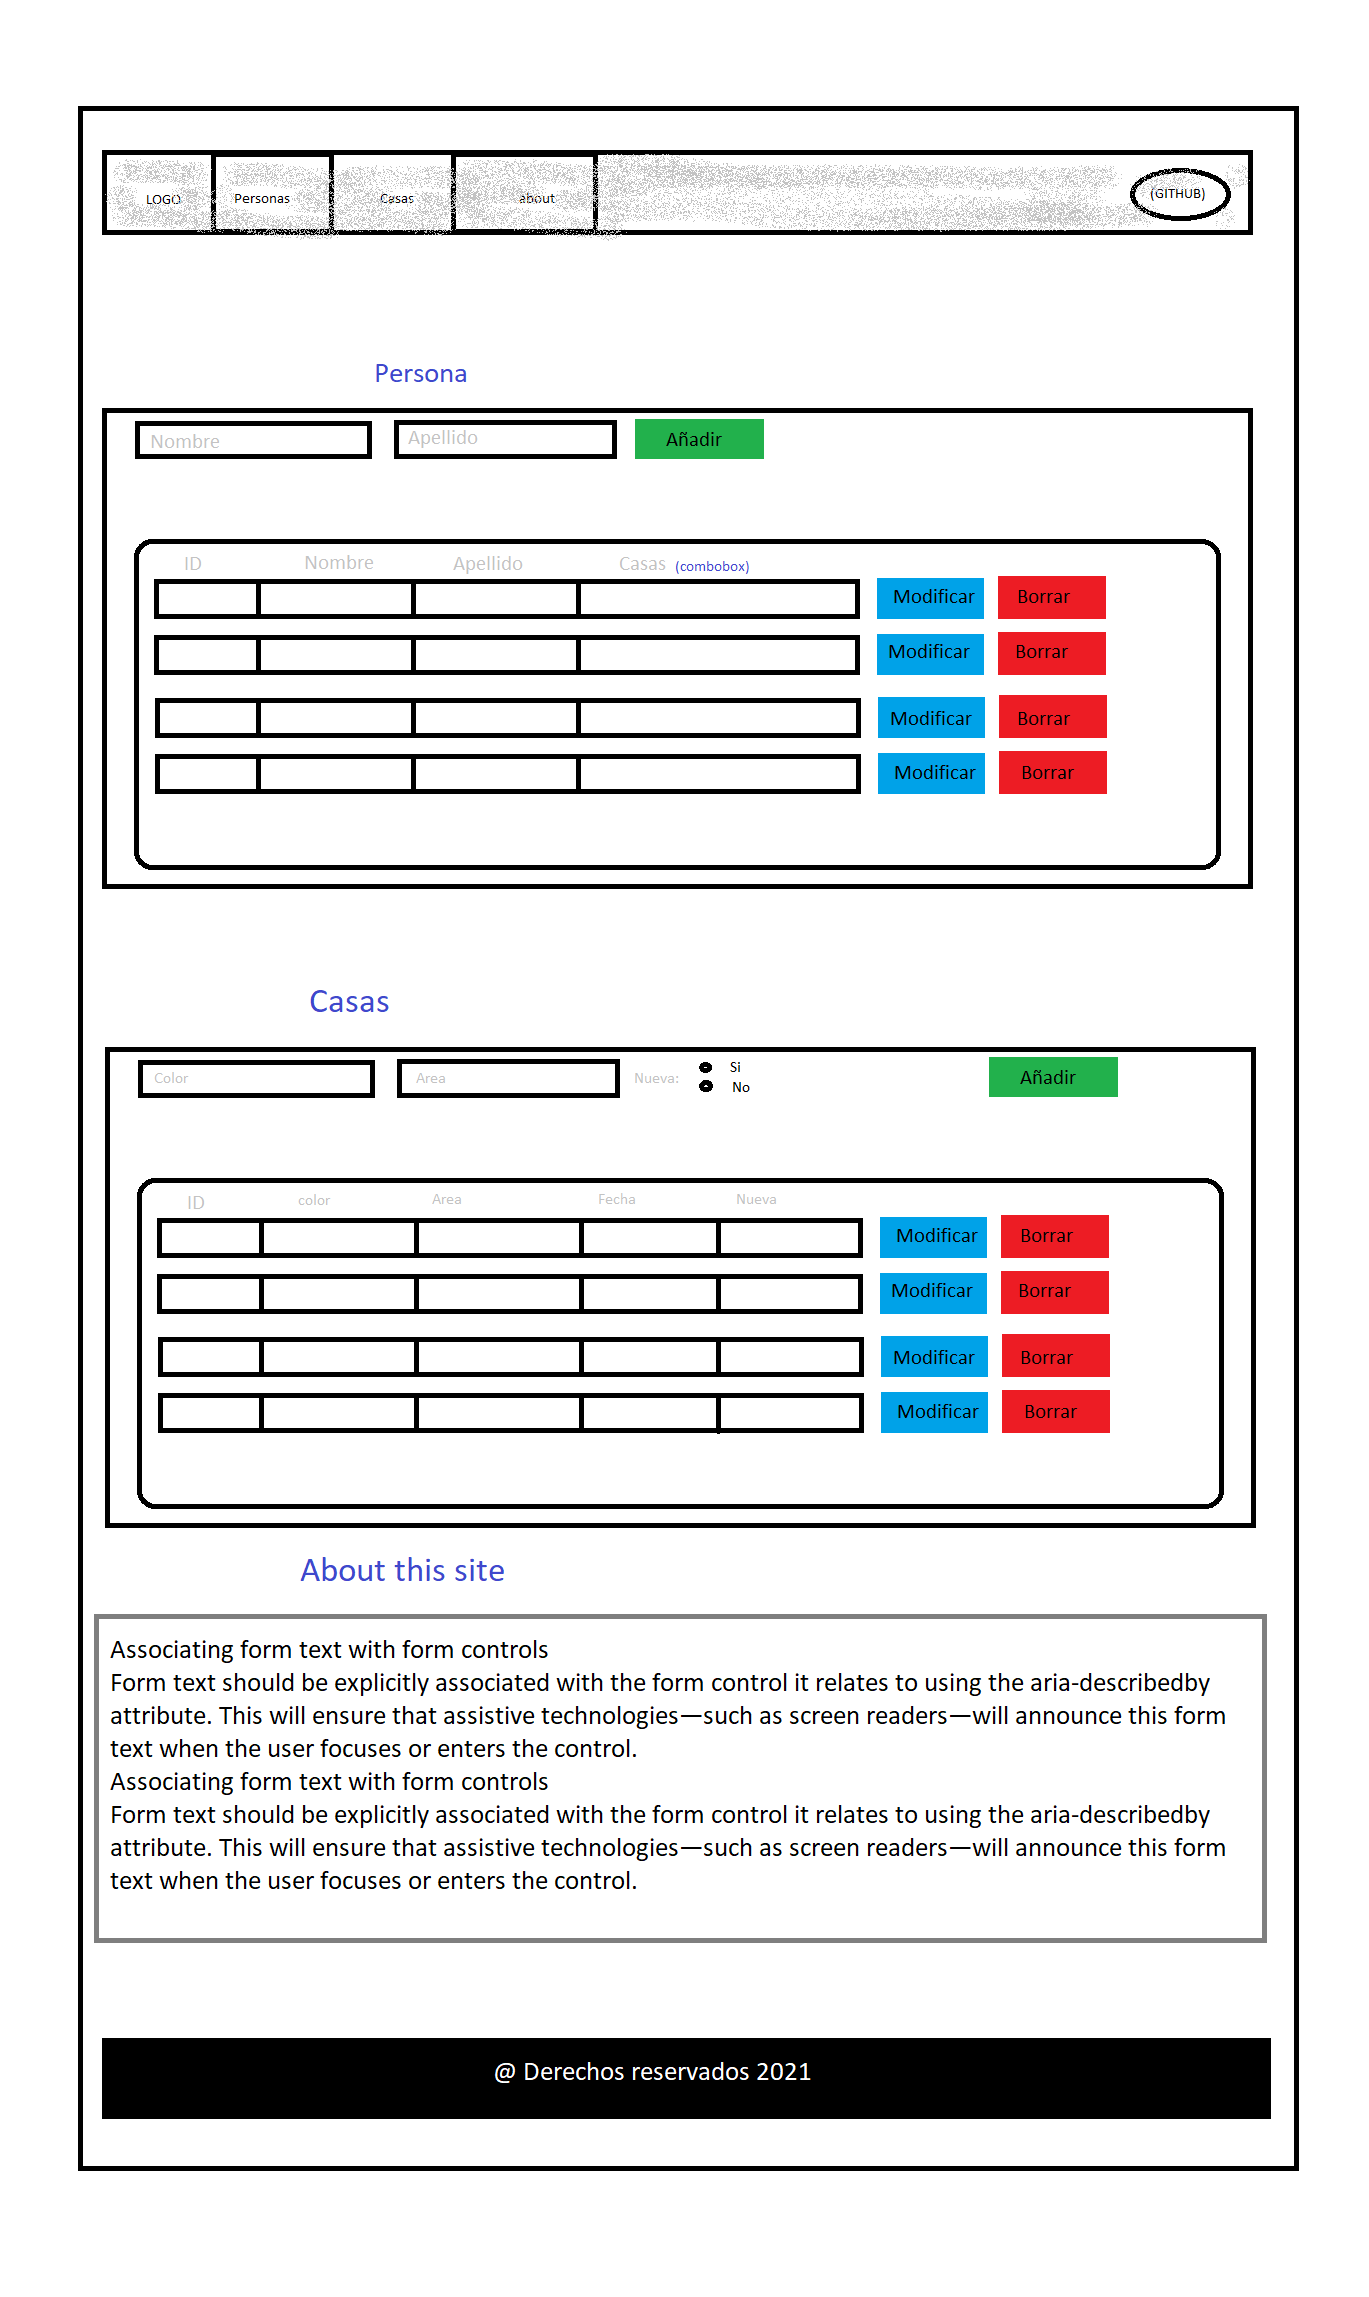 LOGO Personas Casas about (GITHUB)
Persona
Nombre Apellido Añadir
ID Nombre Apellido Casas (combobox)
Modificar Borrar
Modificar Borrar
Modificar Borrar
Modificar Borrar
Casas
Color Area Nueva: Si Añadir
No
ID color Area Fecha Nueva
Modificar Borrar
Modificar Borrar
Modificar Borrar
Modificar Borrar
About this site
Associating form text with form controls
Form text should be explicitly associated with the form control it relates to using the aria-describedby
attribute. This will ensure that assistive technologies—such as screen readers—will announce this form
text when the user focuses or enters the control.
Associating form text with form controls
Form text should be explicitly associated with the form control it relates to using the aria-describedby
attribute. This will ensure that assistive technologies—such as screen readers—will announce this form
text when the user focuses or enters the control.
@ Derechos reservados 2021